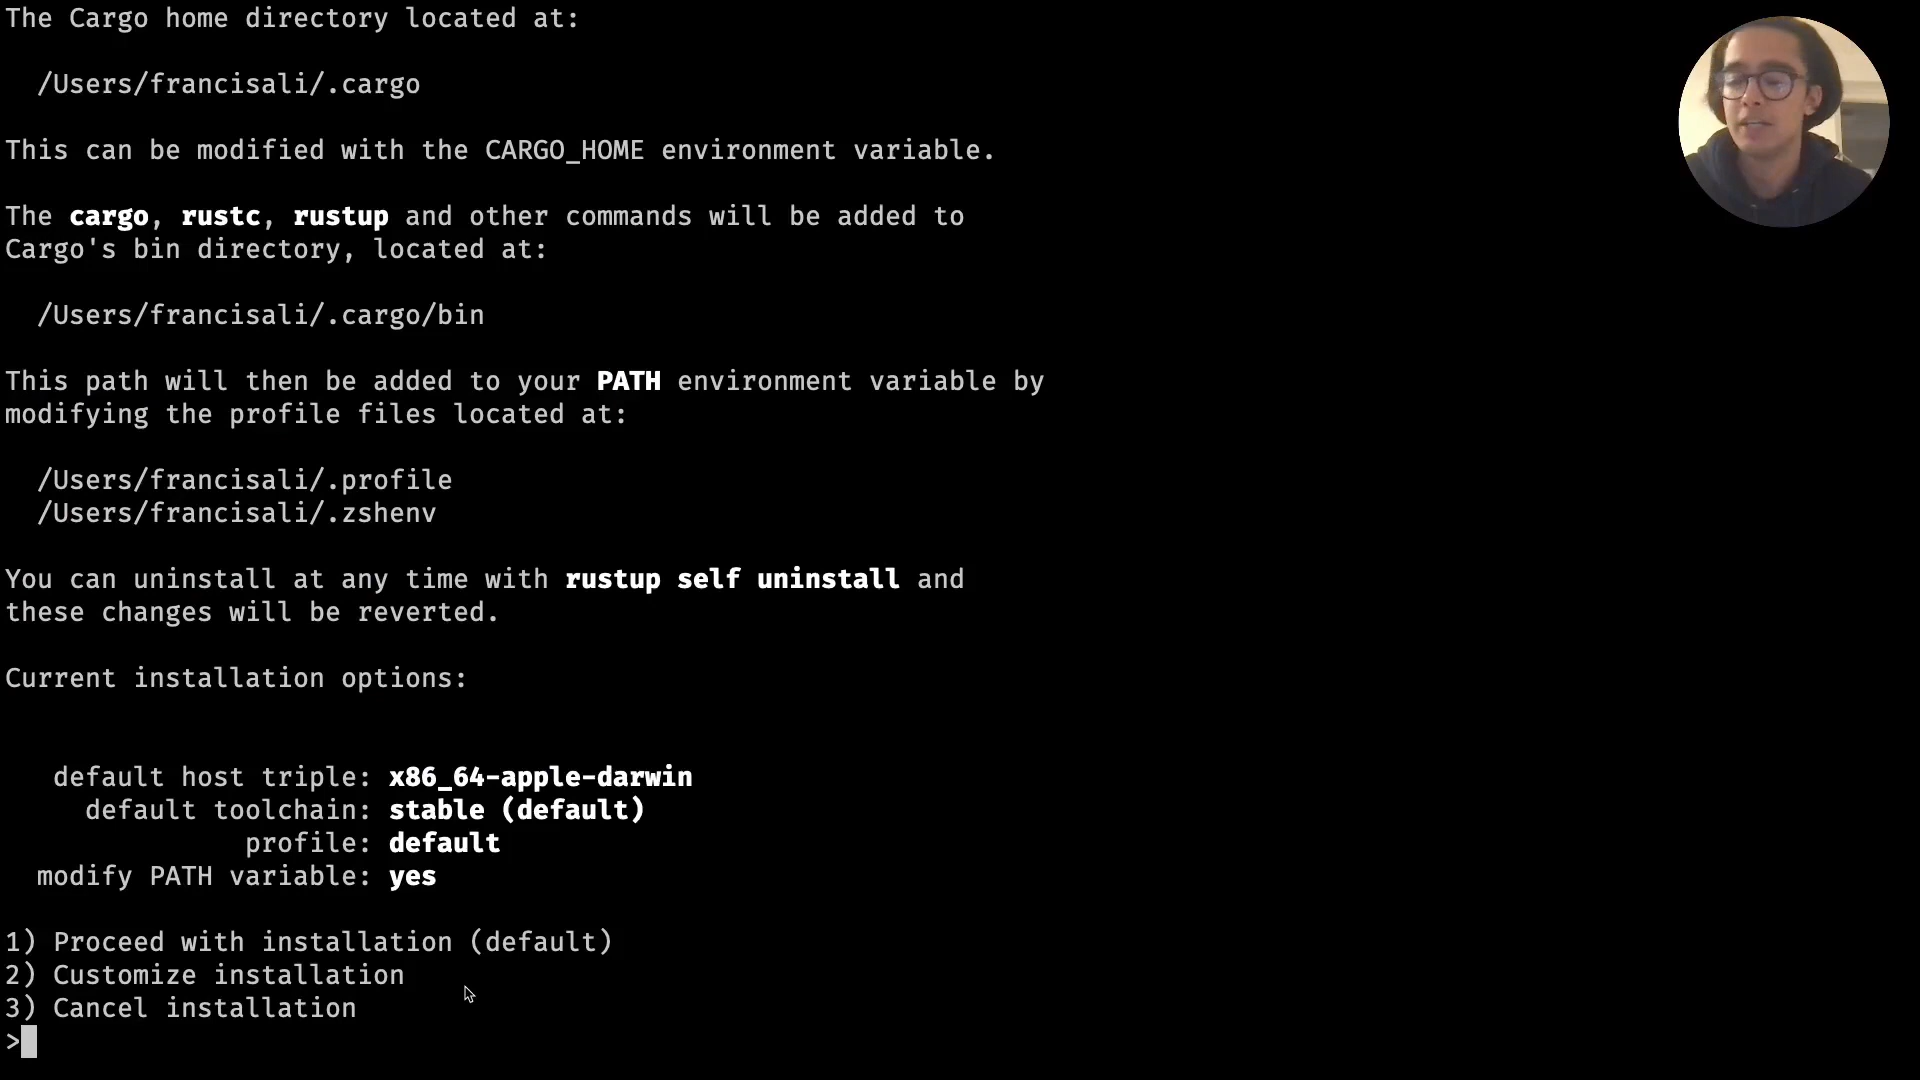 The Cargo home directory located at:
/Users/francisali/.cargo
This can be modified with the CARGO_HOME environment variable.
The cargo, rustc, rustup and other commands will be added to
Cargo's bin directory, located at:
/Users/francisali/.cargo/bin
This path will then be added to your PATH environment variable by
modifying the profile files located at:
/Users/francisali/.profile
/Users/francisali/.zshenv
You can uninstall at any time with rustup self uninstall and
these changes will be reverted.
Current installation options:
default host triple: x86_64-apple-darwin
default toolchain: stable (default)
profile: default
modify PATH variable: yes
1) Proceed with installation (default)
2) Customize installation
3) Cancel installation
>